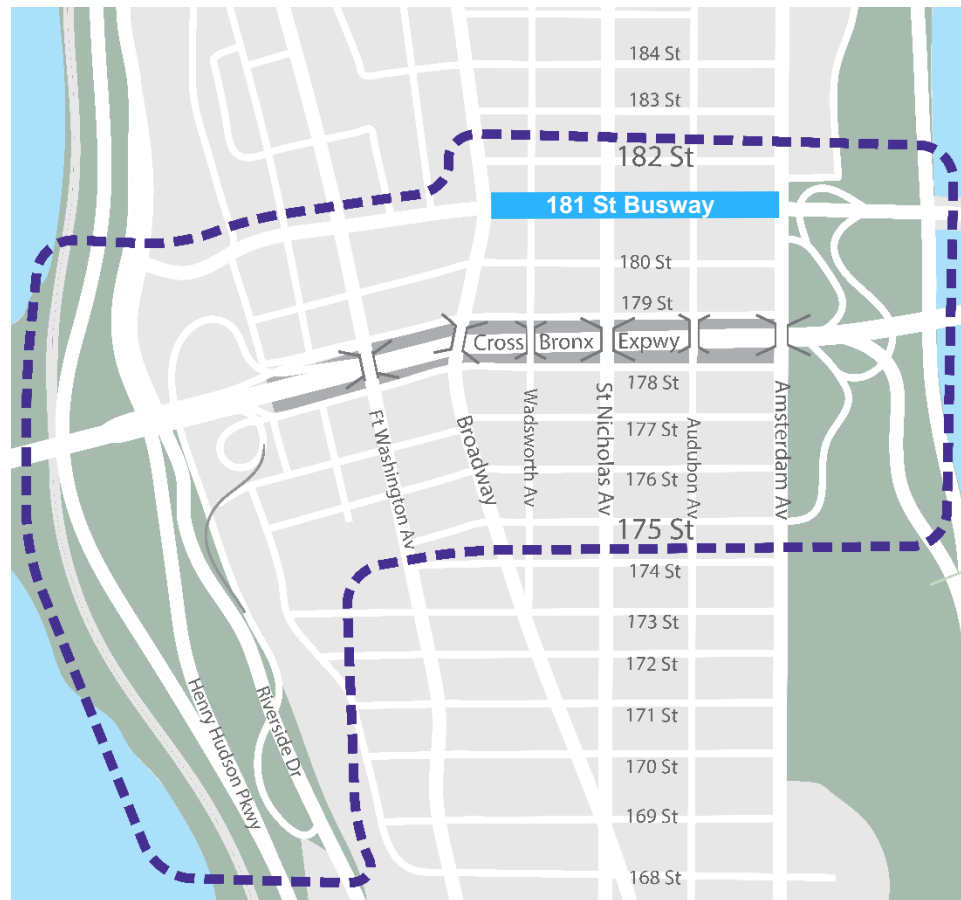 184 St
183 St
182 St
181 St Busway
180 St
179 St
Cross
Bronx
Expwy
178 St
Ft Washington Av
Broadway
Wadsworth Av
St Nicholas Av
Audubon Av
Amsterdam Av
177 St
176 St
175 St
174 St
173 St
172 St
Henry Hudson Pkwy
Riverside Dr
171 St
170 St
169 St
168 St